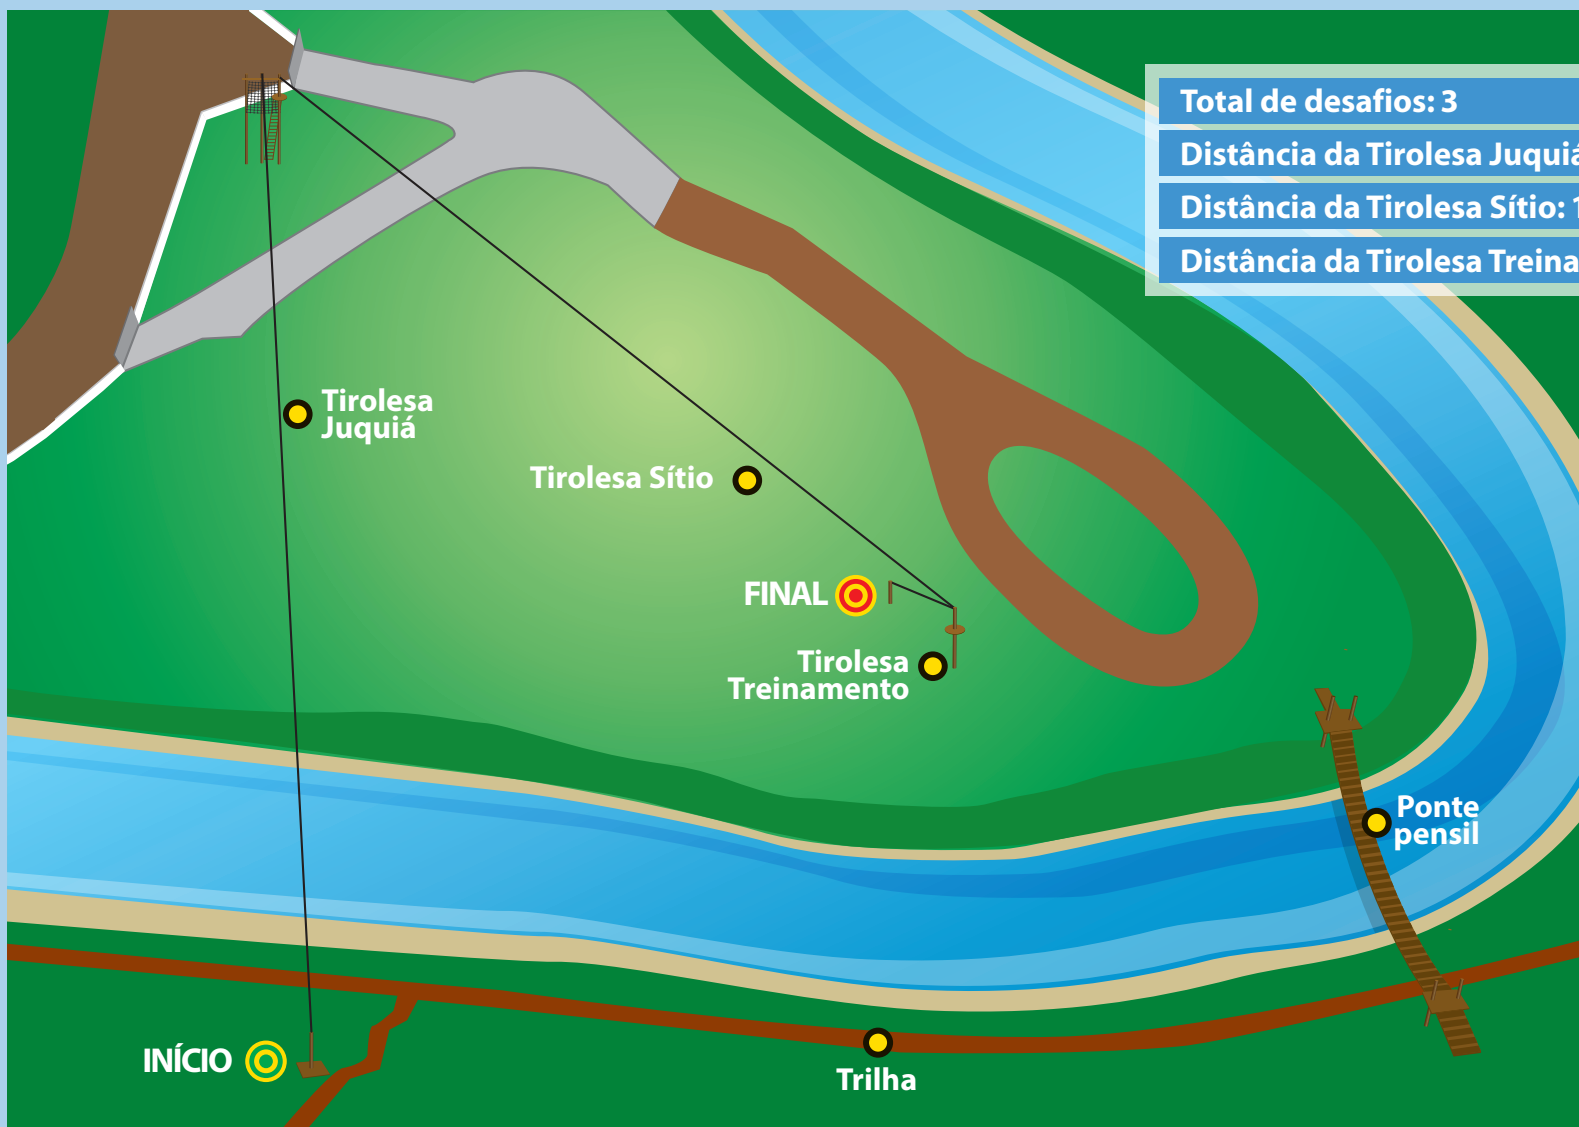 Total de desafios: 3
Distância da Tirolesa Juquiá
Distância da Tirolesa Sítio:
Distância da Tirolesa
Tirolesa
Juquiá
Tirolesa Sítio
FINAL
Tirolesa
Treinamento
Ponte
pensil
INÍCIO
Trilha